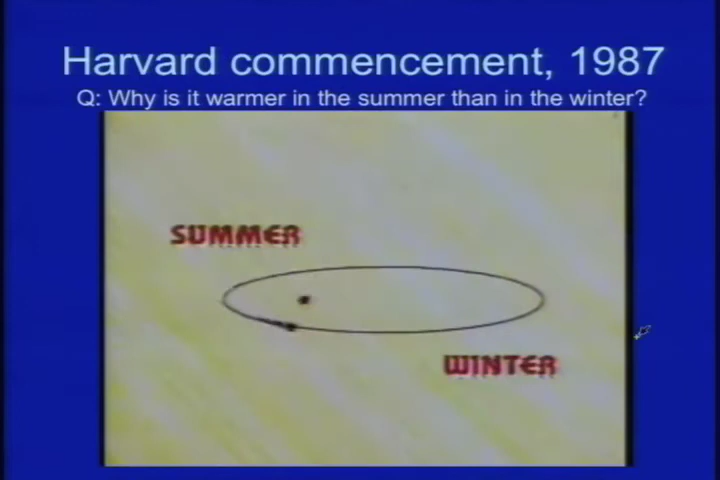 Harvard commencement, 1987
Q: Why is it warmer in the summer than in the winter?
SUMMER
WINTER